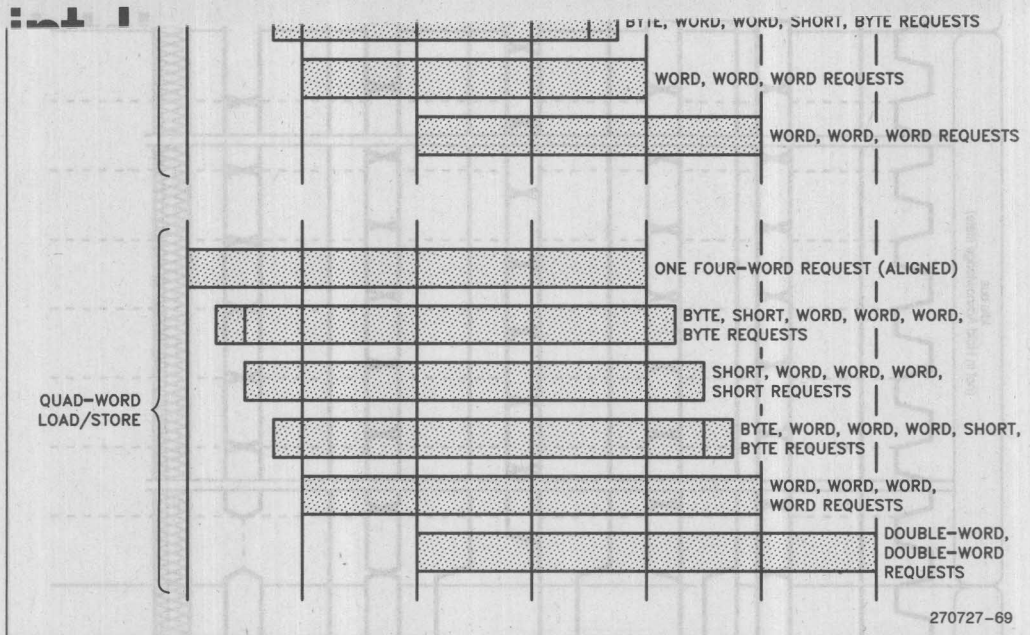 BYTE, WORD, WORD, SHORT, BYTE REQUESTS
WORD, WORD, WORD REQUESTS
WORD, WORD, WORD REQUESTS
ONE FOUR-WORD REQUEST (ALIGNED)
BYTE, SHORT, WORD, WORD, WORD,
BYTE REQUESTS
SHORT, WORD, WORD, WORD,
SHORT REQUESTS
QUAD-WORD
LOAD/STORE
BYTE, WORD, WORD, WORD, SHORT,
BYTE REQUESTS
WORD, WORD, WORD,
WORD REQUESTS
DOUBLE-WORD,
DOUBLE-WORD
REQUESTS
270727-69